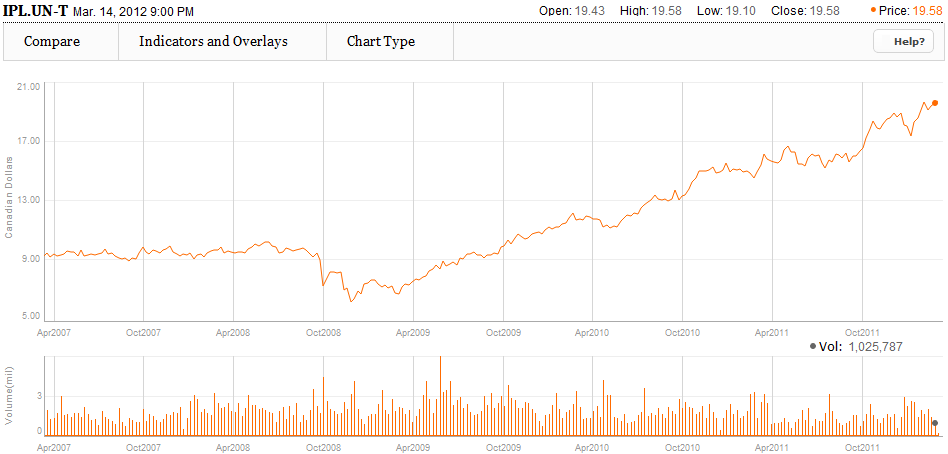 IPL.UN-T Mar. 14, 2012 9:00 PM Open: 19.43 High: 19.58 Low: 19.10 Close: 19.58 Price: 19.58
Compare Indicators and Overlays Chart Type Help?
21.00
17.00
13.00
9.00
5.00
Canadian Dollars
Apr2007 Oct2007 Apr2008 Oct2008 Apr2009 Oct2009 Apr2010 Oct2010 Apr2011 Oct2011
Vol: 1,025,787
3
0
Volume(mil)
Apr2007 Oct2007 Apr2008 Oct2008 Apr2009 Oct2009 Apr2010 Oct2010 Apr2011 Oct2011